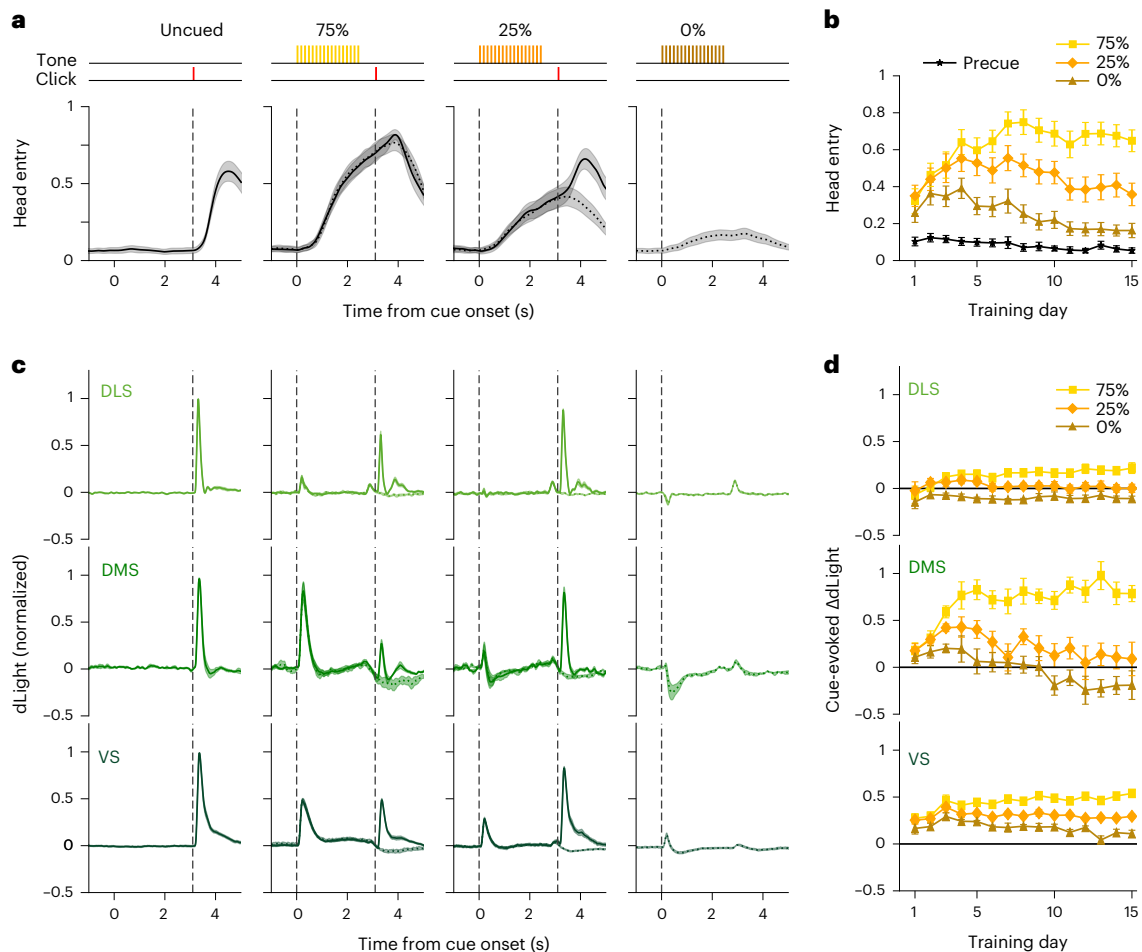 a
Uncued 75% 25% 0%
Tone
Click
Head entry
1
0.5
0
0 2 4 0 2 4 0 2 4 0 2 4
Time from cue onset (s)
b
Precue
75%
25%
0%
Head entry
1
0.8
0.6
0.4
0.2
0
1 5 10 15
Training day
c
dLight (normalized)
DLS
1
0.5
0
–0.5
DMS
1
0.5
0
–0.5
VS
1
0.5
0
–0.5
0 2 4 0 2 4 0 2 4 0 2 4
Time from cue onset (s)
d
Cue-evoked ΔdLight
DLS
75%
25%
0%
1
0.5
0
–0.5
DMS
1
0.5
0
–0.5
VS
1
0.5
0
–0.5
1 5 10 15
Training day